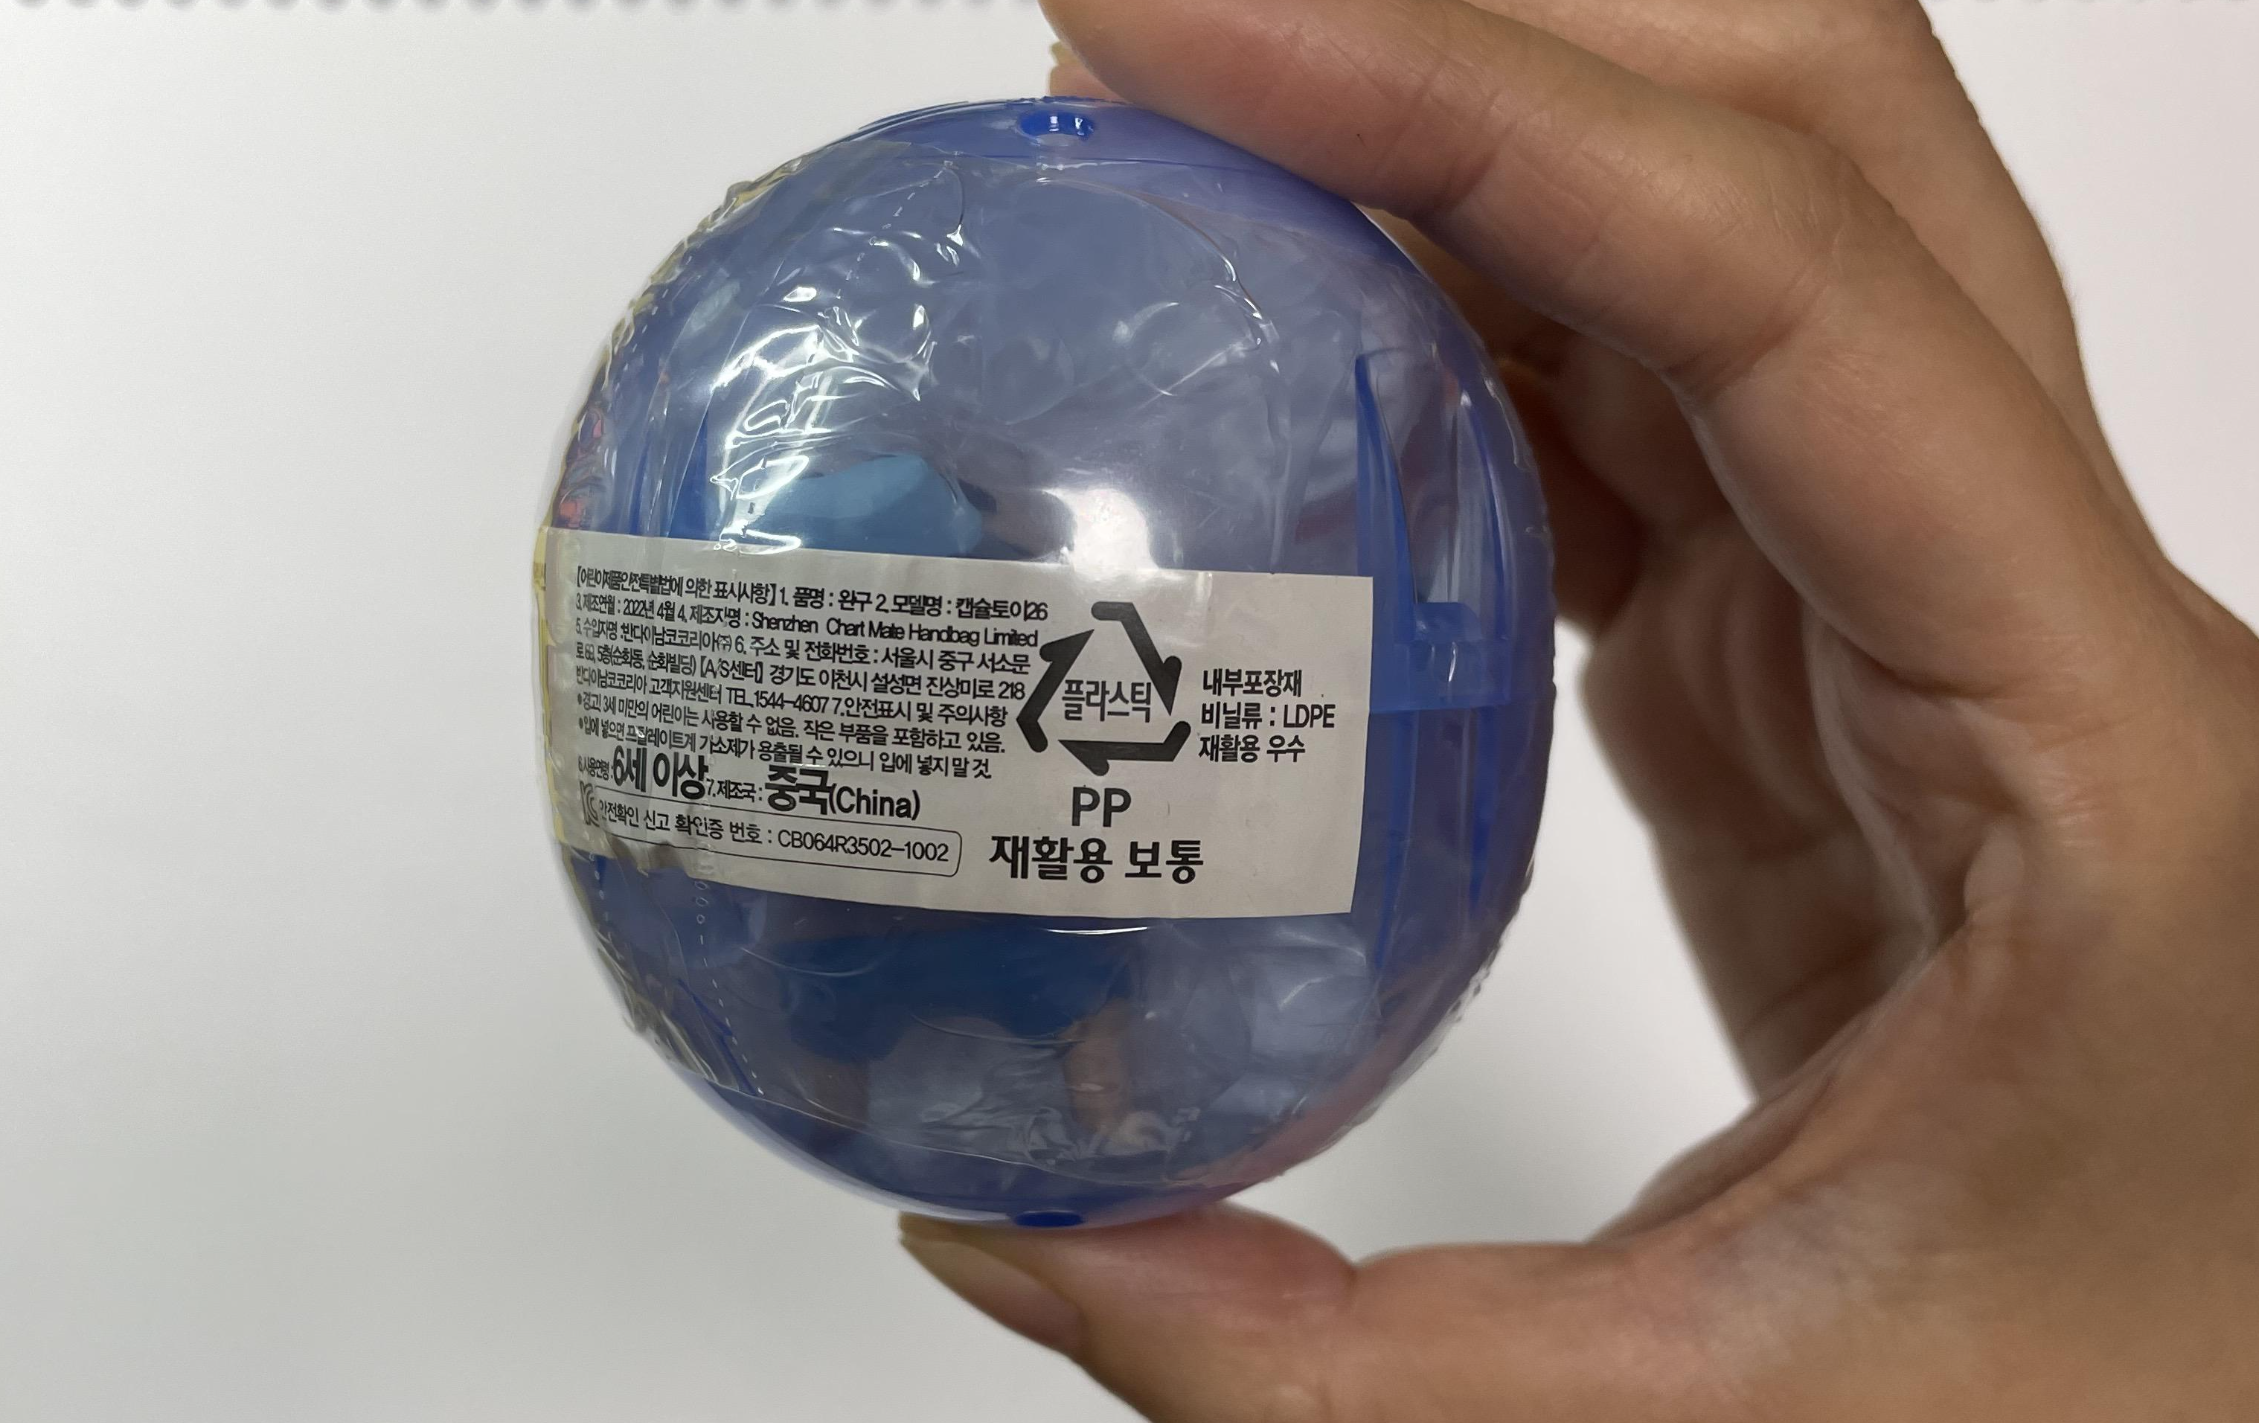 [어린이제품안전특별법에 의한 표시사항] 1. 품명 : 완구 2. 모델명 : 캡슐토이26
3. 제조연월 : 2022년 4월 4. 제조자명 : Shenzhen Chart Mate Handbag Limited
5. 수입자명 : 반다이남코코리아(주) 6. 주소 및 전화번호 : 서울시 중구 서소문
로 5층(순화동, 순화빌딩) [A/S센터] 경기도 이천시 설성면 진상미로 218
반다이남코코리아 고객지원센터 TEL.1544-4607 7.안전표시 및 주의사항
*경고! 3세 미만의 어린이는 사용할 수 없음. 작은 부품을 포함하고 있음.
*입에 넣으면 프탈레이트계 가소제가 용출될 수 있으니 입에 넣지 말 것
6.사용연령 : 6세 이상 7.제조국 : 중국(China)
KC 안전확인 신고 확인증 번호 : CB064R3502-1002
플라스틱
PP
재활용 보통
내부포장재
비닐류 : LDPE
재활용 우수